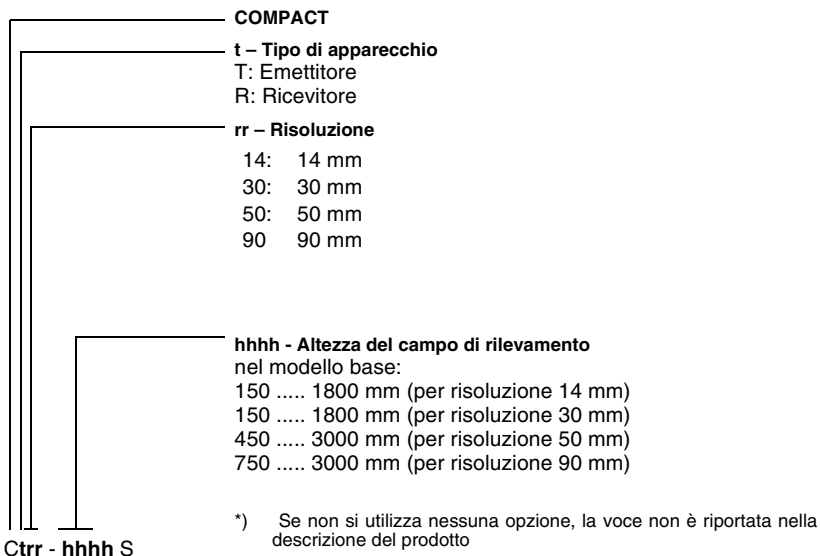 COMPACT
t – Tipo di apparecchio
T: Emettitore
R: Ricevitore
rr – Risoluzione
14: 14 mm
30: 30 mm
50: 50 mm
90 90 mm
hhhh - Altezza del campo di rilevamento
nel modello base:
150 ..... 1800 mm (per risoluzione 14 mm)
150 ..... 1800 mm (per risoluzione 30 mm)
450 ..... 3000 mm (per risoluzione 50 mm)
750 ..... 3000 mm (per risoluzione 90 mm)
*) Se non si utilizza nessuna opzione, la voce non è riportata nella
descrizione del prodotto
Ctrr - hhhh S